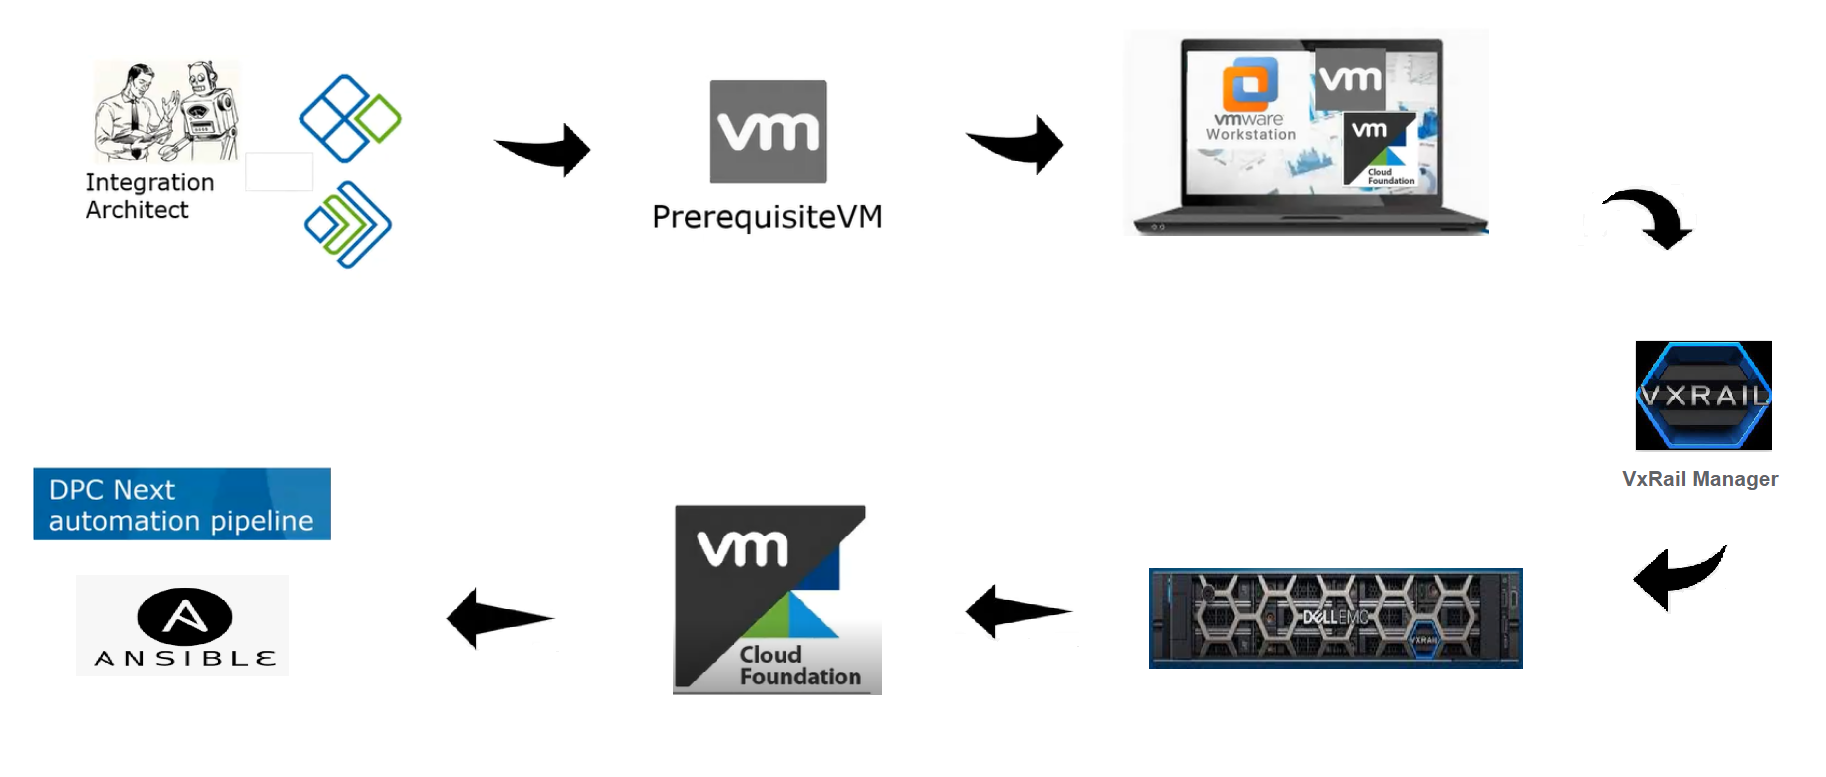 Integration
Architect
vm
PrerequisiteVM
vmware
Workstation
vm
vm
Cloud
Foundation
VXRAIL
VxRail Manager
DELL EMC
VXRAIL
vm
Cloud
Foundation
DPC Next
automation pipeline
A
ANSIBLE